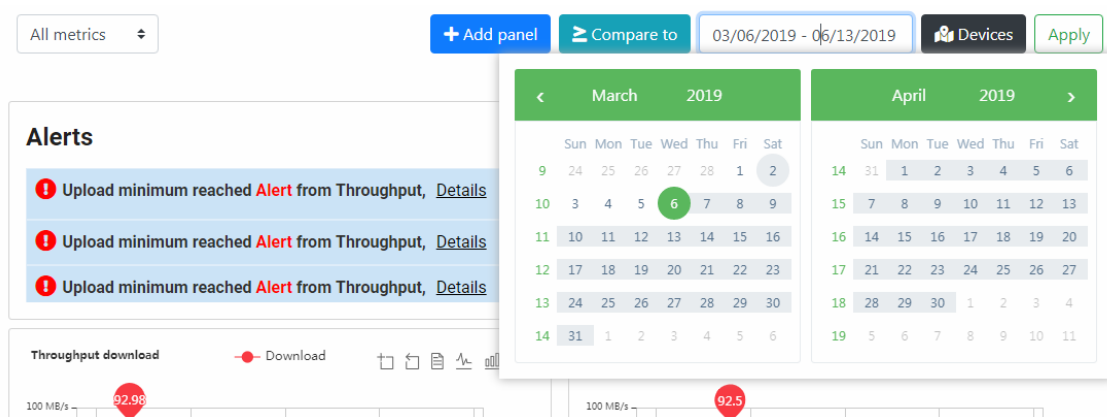 All metrics
Add panel
Compare to
03/06/2019 - 06/13/2019
Devices
Apply
Alerts
Upload minimum reached Alert from Throughput, Details
Upload minimum reached Alert from Throughput, Details
Upload minimum reached Alert from Throughput, Details
March 2019
Sun Mon Tue Wed Thu Fri Sat
9 24 25 26 27 28 1 2
10 3 4 5 6 7 8 9
11 10 11 12 13 14 15 16
12 17 18 19 20 21 22 23
13 24 25 26 27 28 29 30
14 31 1 2 3 4 5 6
April 2019
Sun Mon Tue Wed Thu Fri Sat
14 31 1 2 3 4 5 6
15 7 8 9 10 11 12 13
16 14 15 16 17 18 19 20
17 21 22 23 24 25 26 27
18 28 29 30 1 2 3 4
19 5 6 7 8 9 10 11
Throughput download
Download
100 MB/s
92.98
100 MB/s
92.5